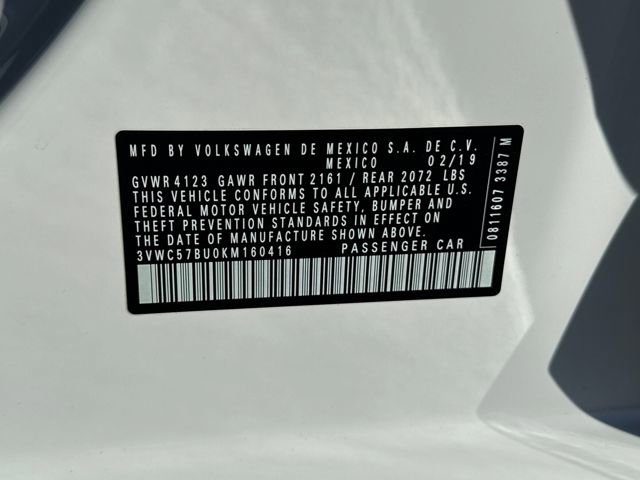 MFD BY VOLKSWAGEN DE MEXICO S.A. DE C.V.
MEXICO 02/19
GVWR 4123 GAWR FRONT 2161 / REAR 2072 LBS
THIS VEHICLE CONFORMS TO ALL APPLICABLE U.S.
FEDERAL MOTOR VEHICLE SAFETY, BUMPER AND
THEFT PREVENTION STANDARDS IN EFFECT ON
THE DATE OF MANUFACTURE SHOWN ABOVE.
3VWC57BU0KM160416 PASSENGER CAR
0811607 3387 M